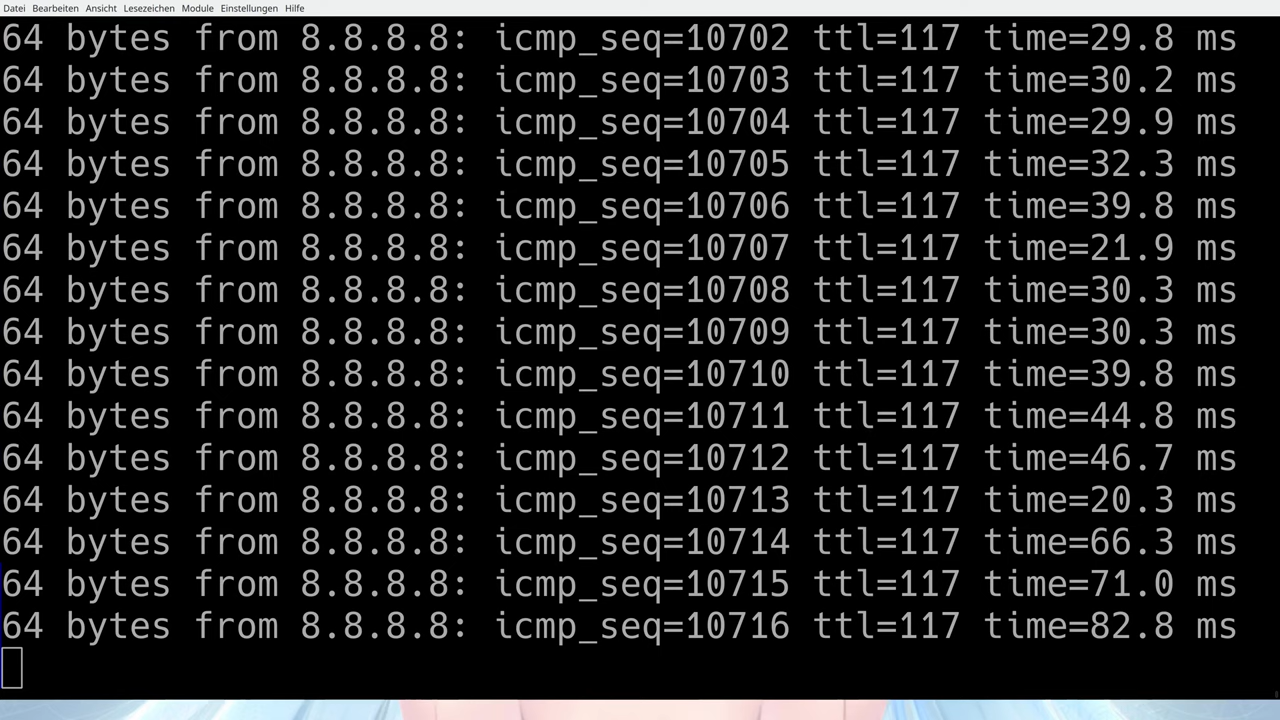 Datei Bearbeiten Ansicht Lesezeichen Module Einstellungen Hilfe
64 bytes from 8.8.8.8: icmp_seq=10702 ttl=117 time=29.8 ms
64 bytes from 8.8.8.8: icmp_seq=10703 ttl=117 time=30.2 ms
64 bytes from 8.8.8.8: icmp_seq=10704 ttl=117 time=29.9 ms
64 bytes from 8.8.8.8: icmp_seq=10705 ttl=117 time=32.3 ms
64 bytes from 8.8.8.8: icmp_seq=10706 ttl=117 time=39.8 ms
64 bytes from 8.8.8.8: icmp_seq=10707 ttl=117 time=21.9 ms
64 bytes from 8.8.8.8: icmp_seq=10708 ttl=117 time=30.3 ms
64 bytes from 8.8.8.8: icmp_seq=10709 ttl=117 time=30.3 ms
64 bytes from 8.8.8.8: icmp_seq=10710 ttl=117 time=39.8 ms
64 bytes from 8.8.8.8: icmp_seq=10711 ttl=117 time=44.8 ms
64 bytes from 8.8.8.8: icmp_seq=10712 ttl=117 time=46.7 ms
64 bytes from 8.8.8.8: icmp_seq=10713 ttl=117 time=20.3 ms
64 bytes from 8.8.8.8: icmp_seq=10714 ttl=117 time=66.3 ms
64 bytes from 8.8.8.8: icmp_seq=10715 ttl=117 time=71.0 ms
64 bytes from 8.8.8.8: icmp_seq=10716 ttl=117 time=82.8 ms